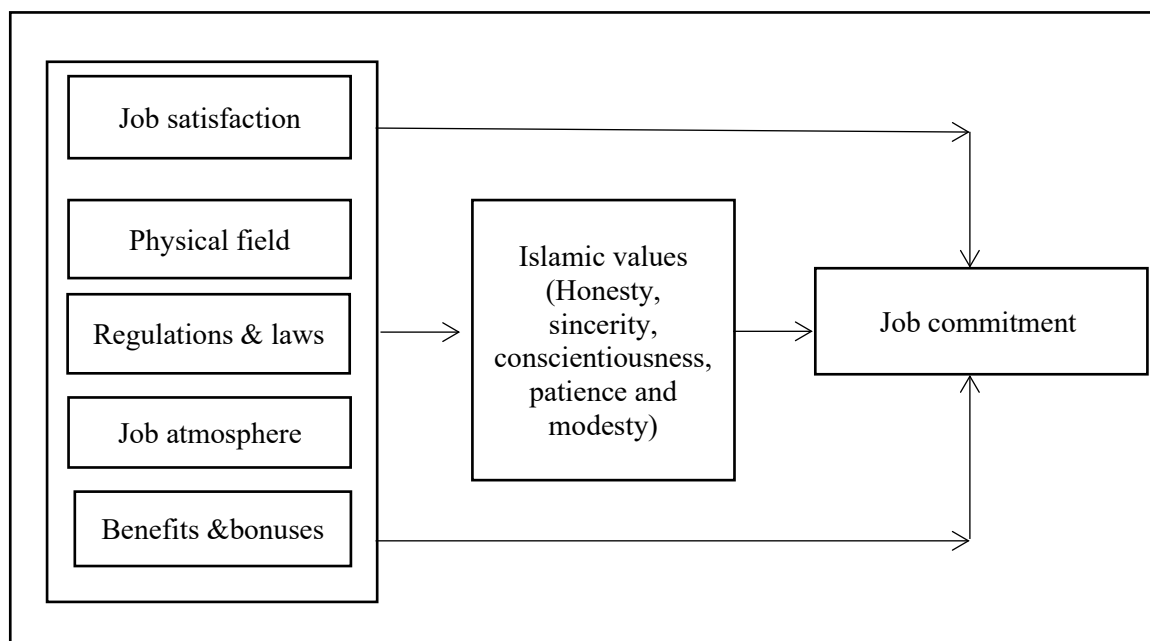 Job satisfaction
Physical field
Regulations & laws
Job atmosphere
Benefits &bonuses
Islamic values
(Honesty,
sincerity,
conscientiousness,
patience and
modesty)
Job commitment